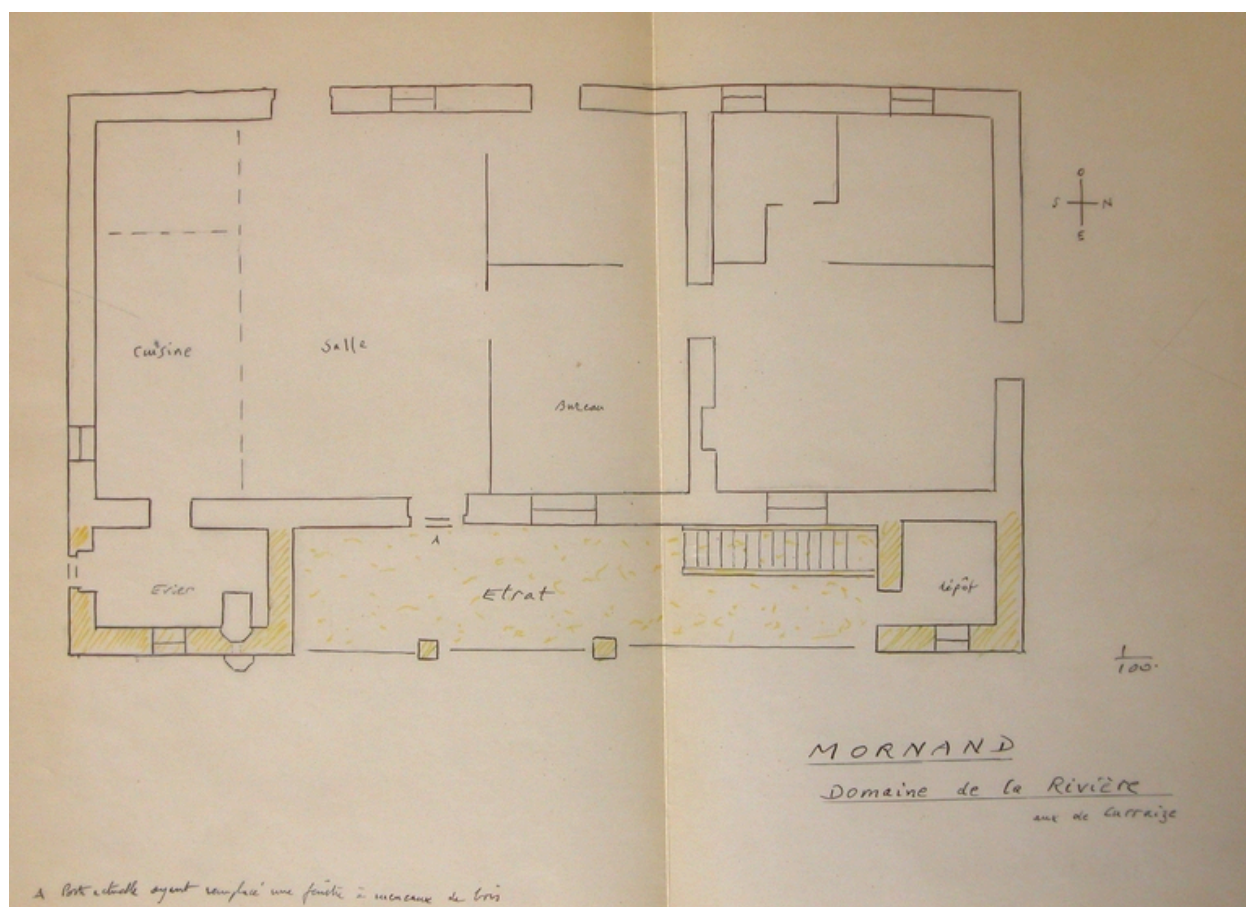 O
S N
E
Cuisine
Salle
Bureau
A
Evier
Etrat
dépôt
1
100.
MORNAND
Domaine de la Rivière
aux de Curraize
A Porte actuelle ayant remplacé une fenêtre à meneaux de bois